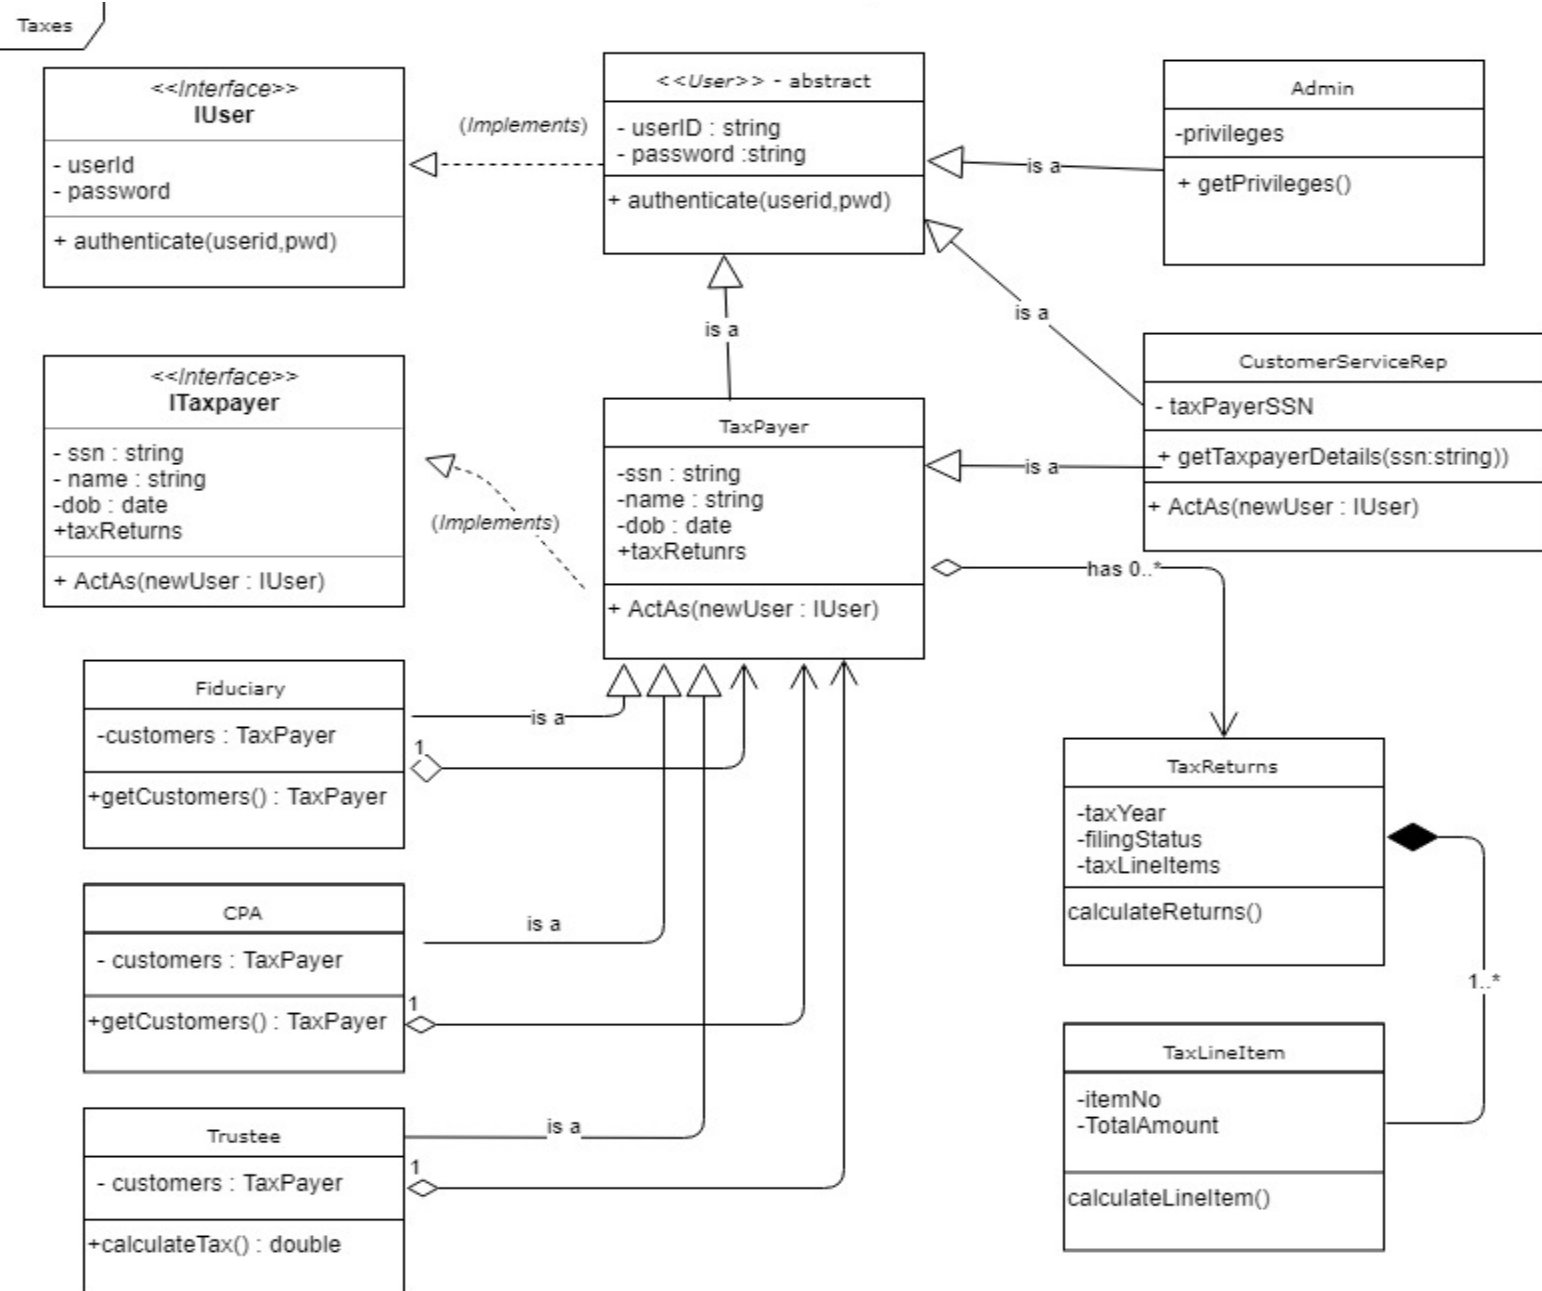 Taxes
<<Interface>>
IUser
- userId
- password
+ authenticate(userid,pwd)
(Implements)
<<User>> - abstract
- userID : string
- password :string
+ authenticate(userid,pwd)
is a
Admin
-privileges
+ getPrivileges()
is a
is a
CustomerServiceRep
- taxPayerSSN
+ getTaxpayerDetails(ssn:string))
+ ActAs(newUser : IUser)
<<Interface>>
ITaxpayer
- ssn : string
- name : string
-dob : date
+taxReturns
+ ActAs(newUser : IUser)
(Implements)
TaxPayer
-ssn : string
-name : string
-dob : date
+taxRetunrs
+ ActAs(newUser : IUser)
is a
has 0..*
Fiduciary
-customers : TaxPayer
+getCustomers() : TaxPayer
is a
1
CPA
- customers : TaxPayer
+getCustomers() : TaxPayer
is a
1
Trustee
- customers : TaxPayer
+calculateTax() : double
is a
1
TaxReturns
-taxYear
-filingStatus
-taxLineItems
calculateReturns()
1..*
TaxLineItem
-itemNo
-TotalAmount
calculateLineItem()